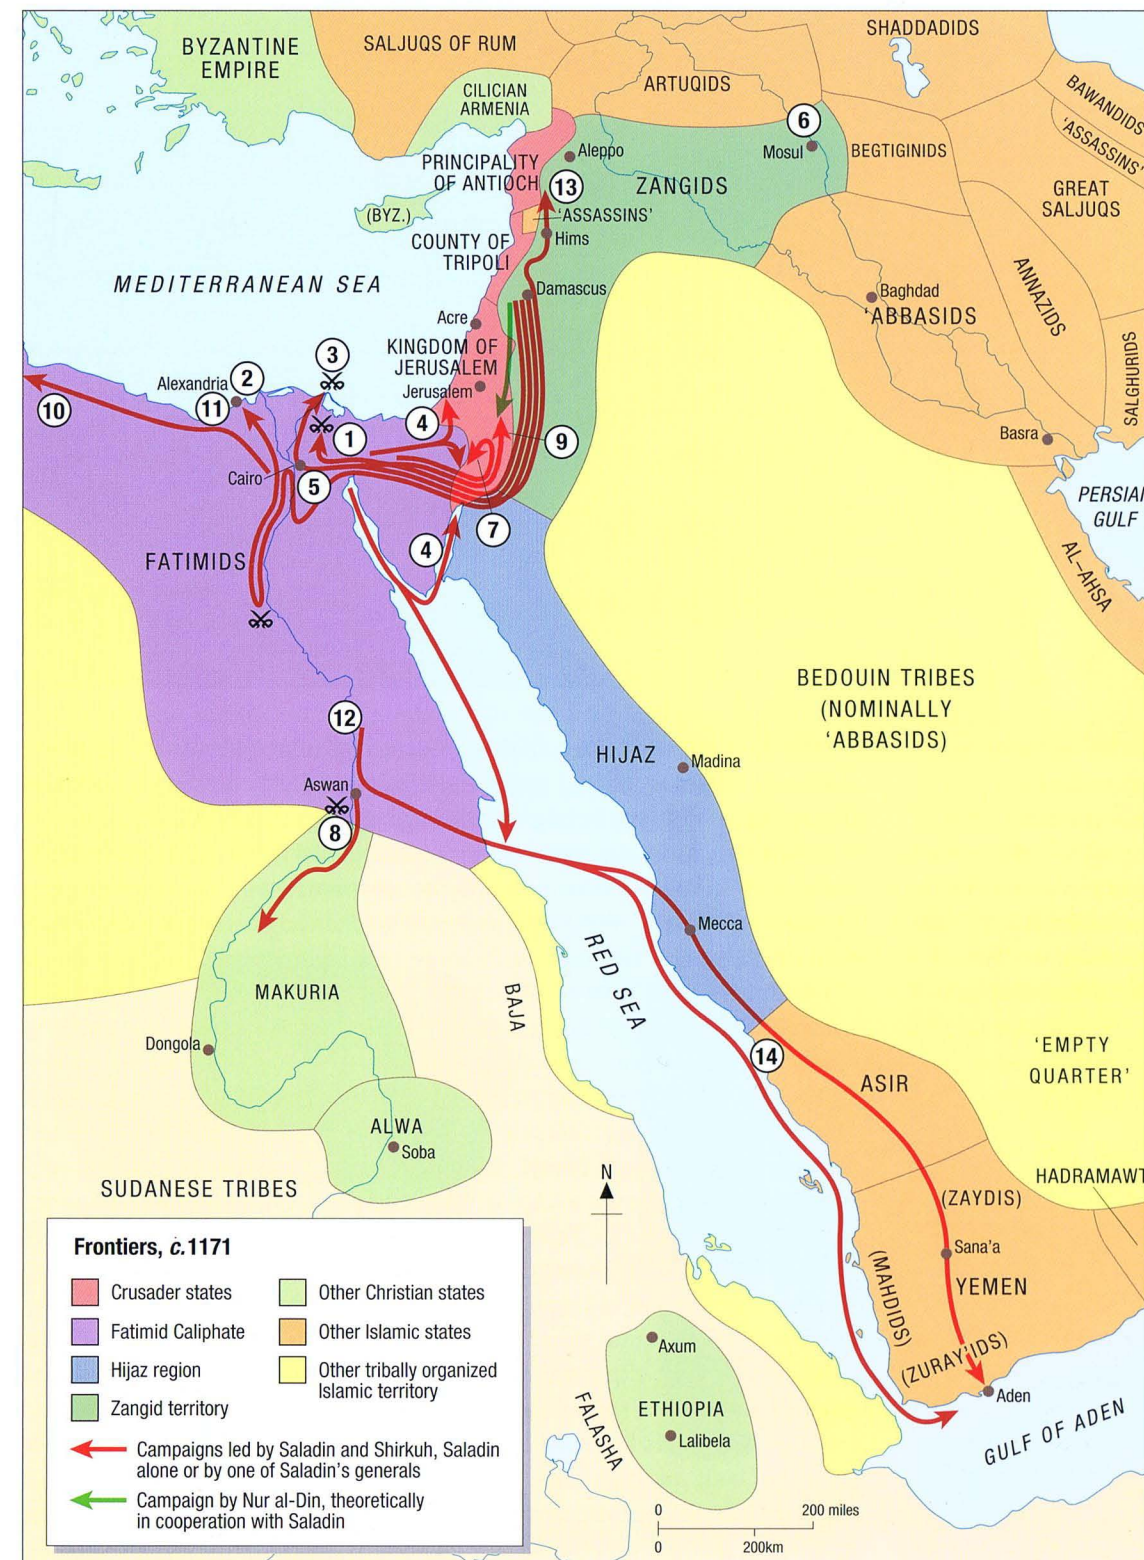 SHADDADIDS
BYZANTINE
EMPIRE
SALJUQS OF RUM
ARTUQIDS
CILICIAN
ARMENIA
BAWANDIDS
'ASSASSINS'
6
Mosul
BEGTIGINIDS
Aleppo
PRINCIPALITY
OF ANTIOCH
13
ZANGIDS
GREAT
SALJUQS
(BYZ.)
'ASSASSINS'
Hims
COUNTY OF
TRIPOLI
MEDITERRANEAN SEA
Damascus
Baghdad
'ABBASIDS
ANNAZIDS
SALGHURIDS
Acre
KINGDOM OF
JERUSALEM
Jerusalem
3
Alexandria
2
10
11
4
1
9
Basra
Cairo
5
7
PERSIAN
GULF
4
FATIMIDS
AL-AHSA
BEDOUIN TRIBES
(NOMINALLY
'ABBASIDS)
12
HIJAZ
Madina
Aswan
8
Mecca
RED SEA
MAKURIA
BAJA
Dongola
14
'EMPTY
QUARTER'
ASIR
ALWA
Soba
SUDANESE TRIBES
N
HADRAMAWT
(ZAYDIS)
Sana'a
YEMEN
(MAHDIDS)
(ZURAY'IDS)
Aden
GULF OF ADEN
Axum
ETHIOPIA
Lalibela
FALASHA
0 200 miles
0 200km
Frontiers, c.1171
Crusader states
Fatimid Caliphate
Hijaz region
Zangid territory
Other Christian states
Other Islamic states
Other tribally organized
Islamic territory
Campaigns led by Saladin and Shirkuh, Saladin
alone or by one of Saladin's generals
Campaign by Nur al-Din, theoretically
in cooperation with Saladin